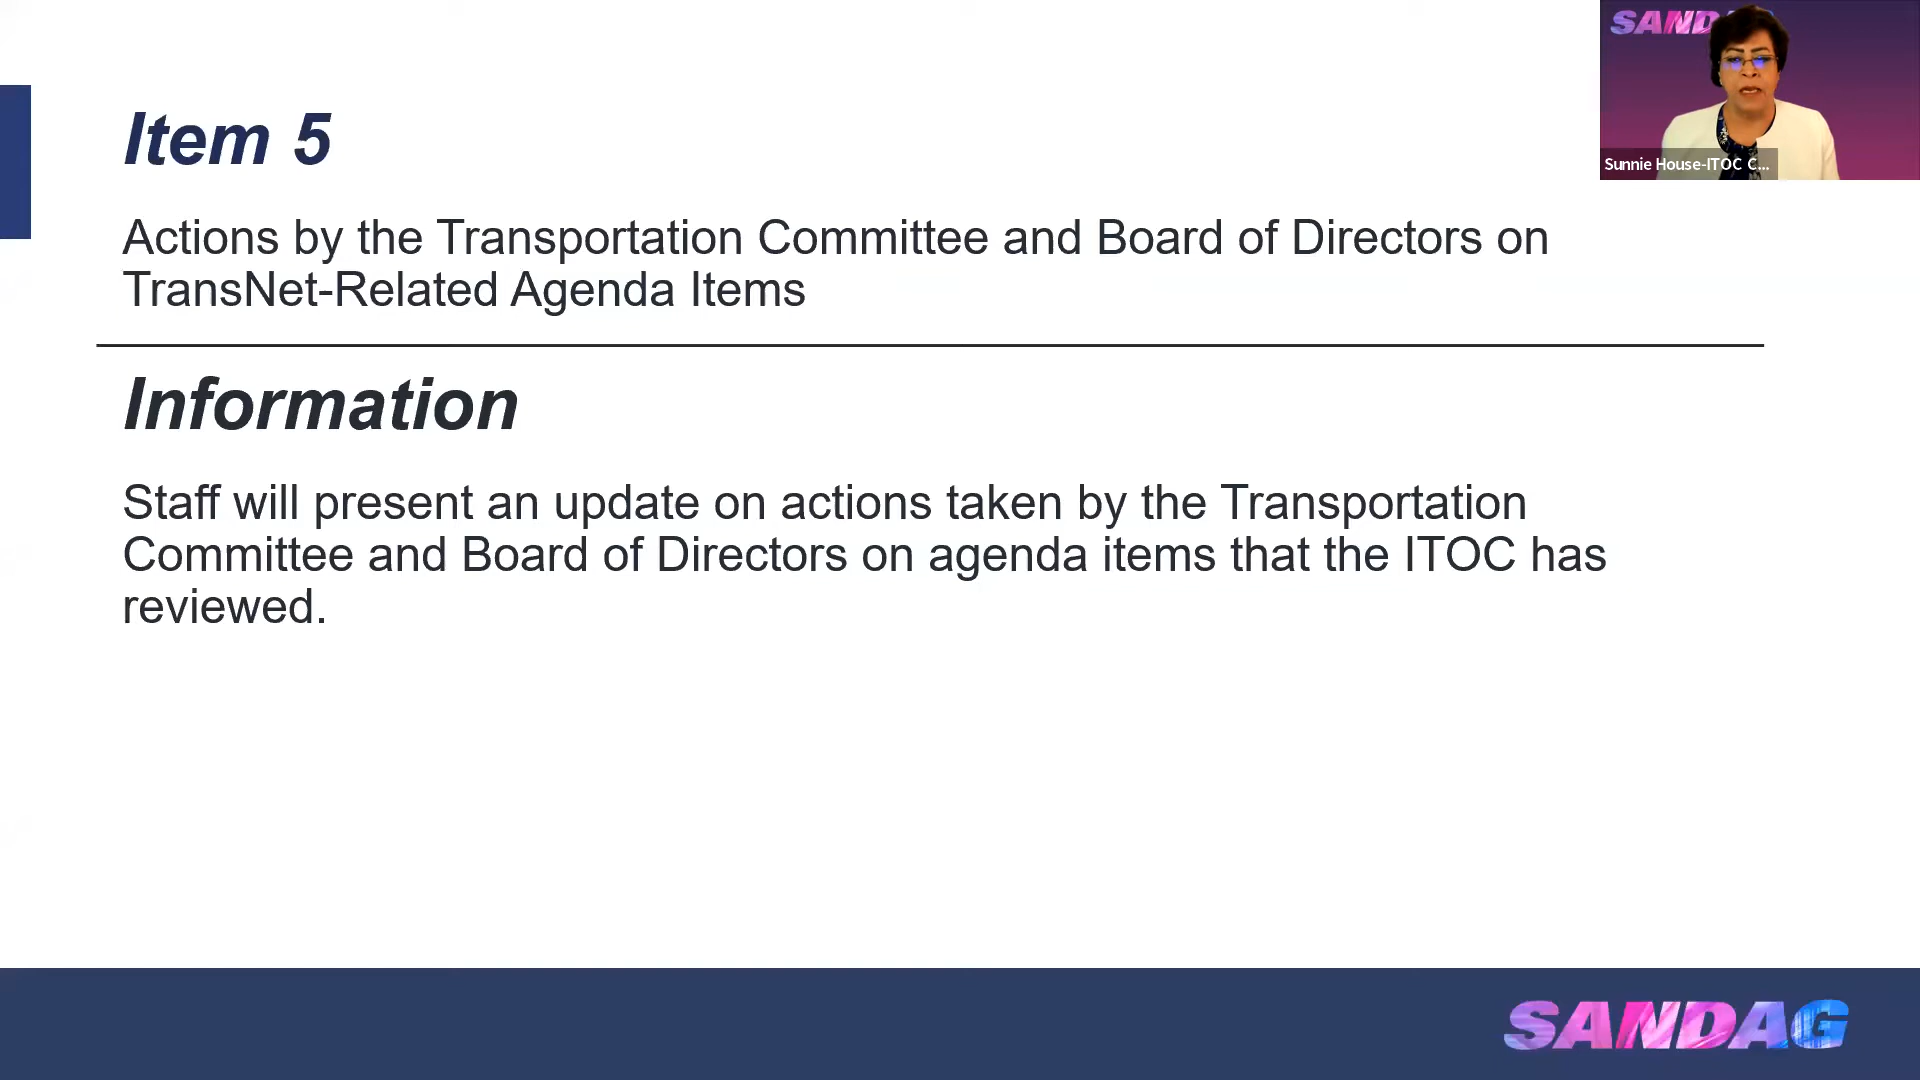 Item 5
Actions by the Transportation Committee and Board of Directors on
TransNet-Related Agenda Items
Information
Staff will present an update on actions taken by the Transportation
Committee and Board of Directors on agenda items that the ITOC has
reviewed.
SANDAG
Sunnie House-ITOC C...
SANDAG